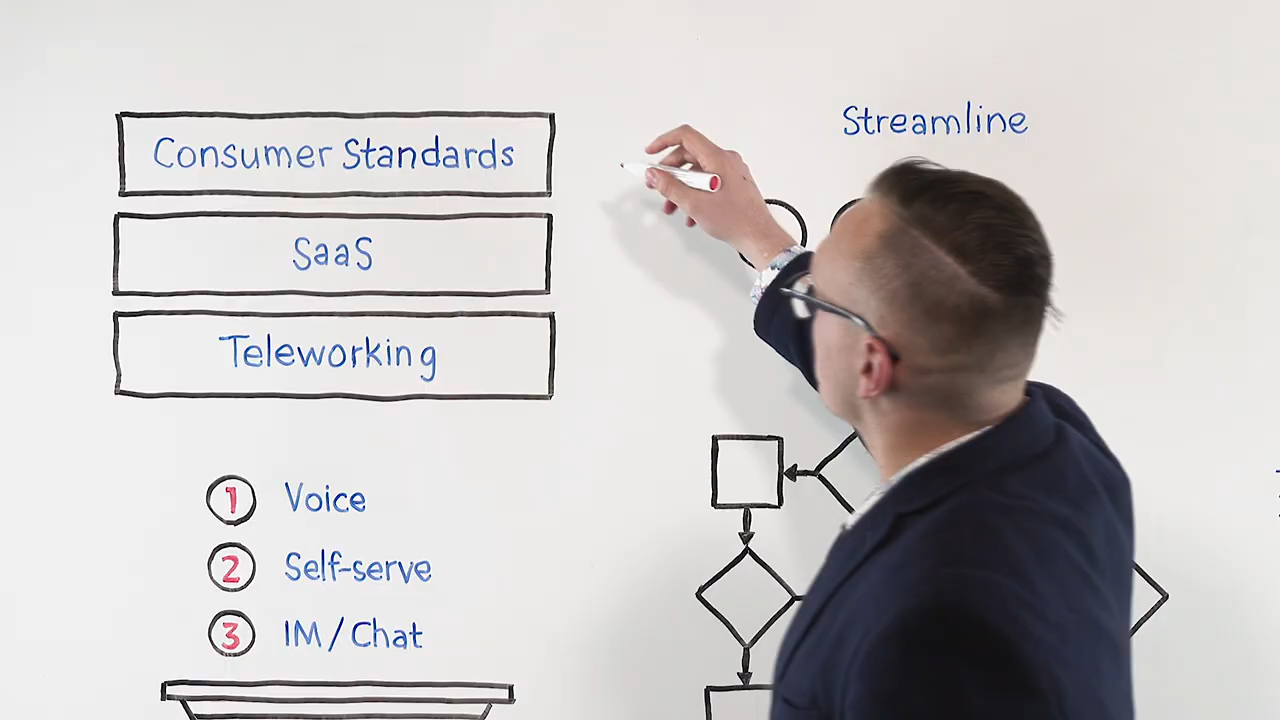 Consumer Standards
SaaS
Teleworking
1 Voice
2 Self-serve
3 IM/Chat
Streamline